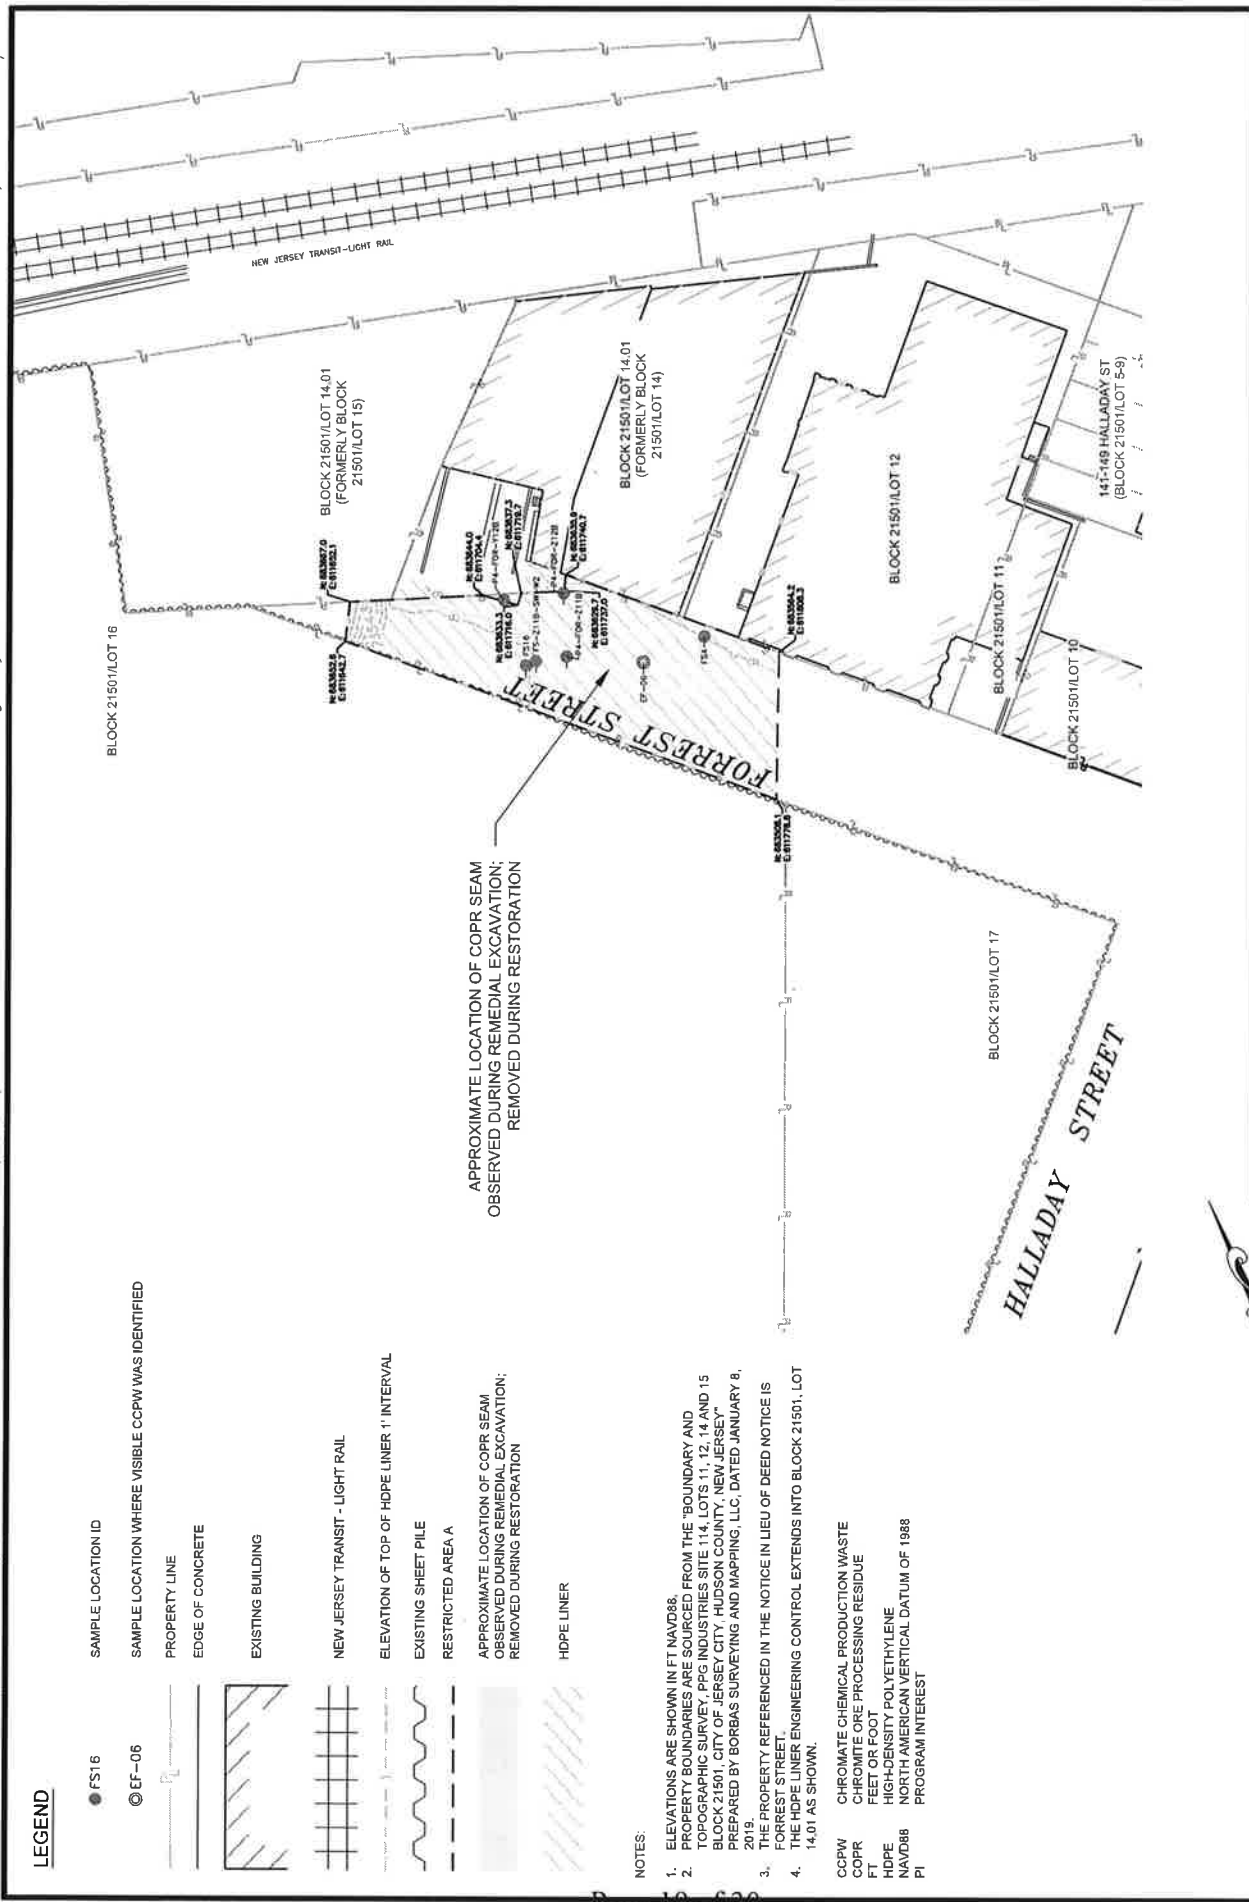 LEGEND
FS16
SAMPLE LOCATION ID
EF-06
SAMPLE LOCATION WHERE VISIBLE CCPW WAS IDENTIFIED
PROPERTY LINE
EDGE OF CONCRETE
EXISTING BUILDING
NEW JERSEY TRANSIT - LIGHT RAIL
ELEVATION OF TOP OF HDPE LINER 1' INTERVAL
EXISTING SHEET PILE
RESTRICTED AREA A
APPROXIMATE LOCATION OF COPR SEAM
OBSERVED DURING REMEDIAL EXCAVATION;
REMOVED DURING RESTORATION
HDPE LINER
NOTES:
1. ELEVATIONS ARE SHOWN IN FT NAVD88.
2. PROPERTY BOUNDARIES ARE SOURCED FROM THE "BOUNDARY AND
TOPOGRAPHIC SURVEY, PPG INDUSTRIES SITE 114, LOTS 11, 12, 14 AND 15
BLOCK 21501, CITY OF JERSEY CITY, HUDSON COUNTY, NEW JERSEY"
PREPARED BY BORBAS SURVEYING AND MAPPING, LLC, DATED JANUARY 8,
2019.
3. THE PROPERTY REFERENCED IN THE NOTICE IN LIEU OF DEED NOTICE IS
FORREST STREET.
4. THE HDPE LINER ENGINEERING CONTROL EXTENDS INTO BLOCK 21501, LOT
14.01 AS SHOWN.
CCPW CHROMATE CHEMICAL PRODUCTION WASTE
COPR CHROMITE ORE PROCESSING RESIDUE
FT FEET OR FOOT
HDPE HIGH-DENSITY POLYETHYLENE
NAVD88 NORTH AMERICAN VERTICAL DATUM OF 1988
PI PROGRAM INTEREST
APPROXIMATE LOCATION OF COPR SEAM
OBSERVED DURING REMEDIAL EXCAVATION;
REMOVED DURING RESTORATION
BLOCK 21501/LOT 16
NEW JERSEY TRANSIT-LIGHT RAIL
BLOCK 21501/LOT 14.01
(FORMERLY BLOCK
21501/LOT 15)
BLOCK 21501/LOT 14.01
(FORMERLY BLOCK
21501/LOT 14)
FS16
EF-06
FORREST STREET
BLOCK 21501/LOT 12
BLOCK 21501/LOT 11
BLOCK 21501/LOT 10
141-149 HALLADAY ST
(BLOCK 21501/LOT 5-9)
BLOCK 21501/LOT 17
HALLADAY STREET